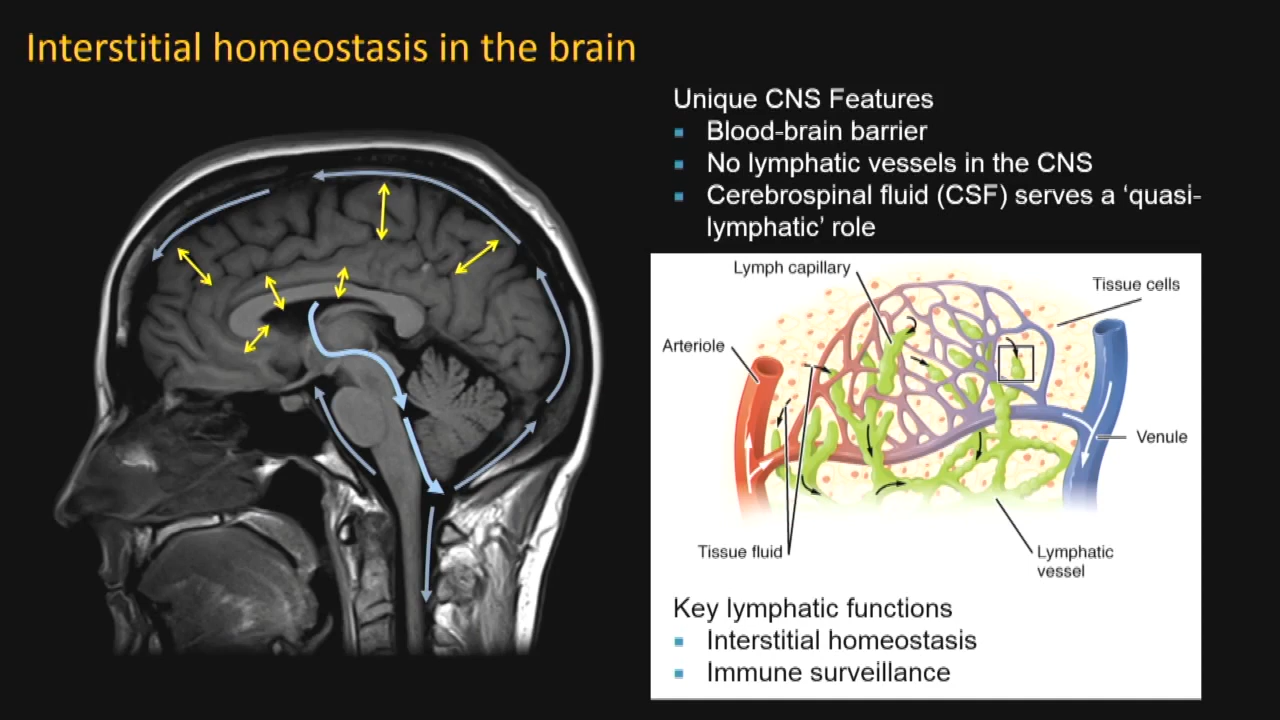 Interstitial homeostasis in the brain
Unique CNS Features
Blood-brain barrier
No lymphatic vessels in the CNS
Cerebrospinal fluid (CSF) serves a ‘quasi-
lymphatic’ role
Lymph capillary
Tissue cells
Arteriole
Venule
Tissue fluid
Lymphatic
vessel
Key lymphatic functions
Interstitial homeostasis
Immune surveillance